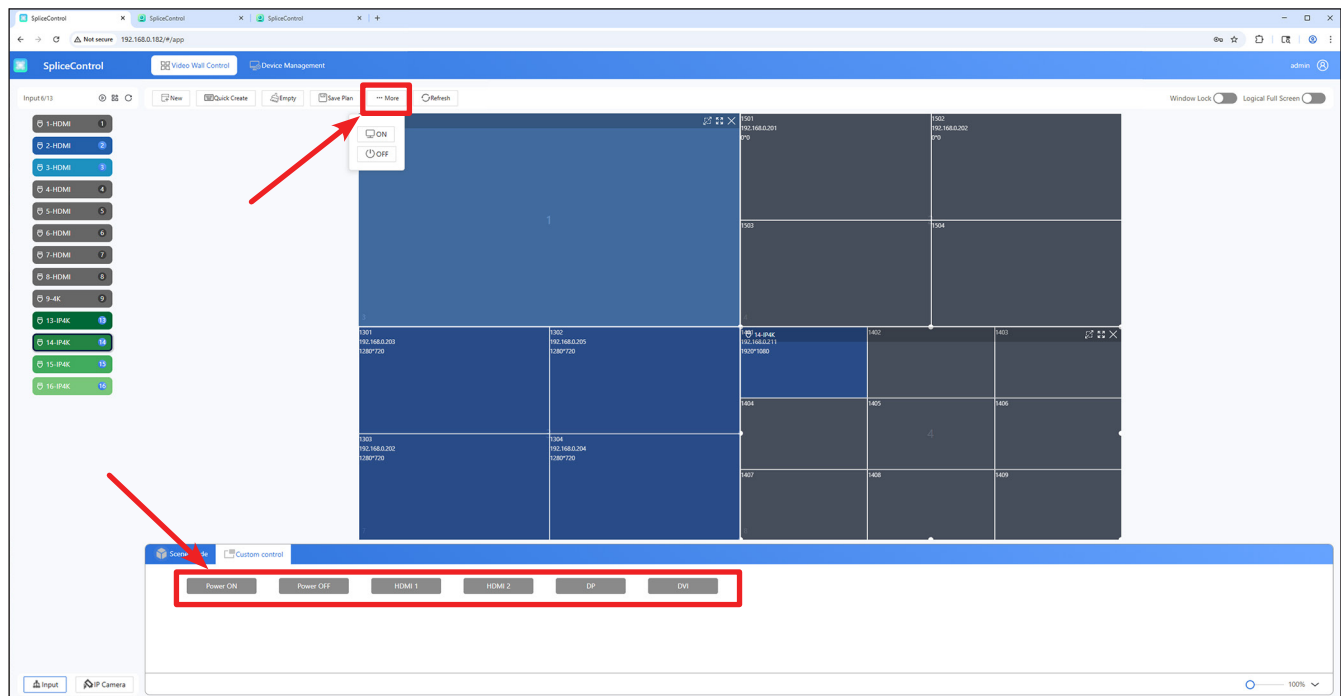 SpliceControl
SpliceControl
SpliceControl
Not secure 192.168.0.182/#/app
SpliceControl
Video Wall Control
Device Management
admin
Input 6/13
New
Quick Create
Empty
Save Plan
··· More
Refresh
Window Lock
Logical Full Screen
ON
OFF
1-HDMI 1
2-HDMI 2
3-HDMI 3
4-HDMI 4
5-HDMI 5
6-HDMI 6
7-HDMI 7
8-HDMI 8
9-4K 9
13-IP4K 13
14-IP4K 14
15-IP4K 15
16-IP4K 16
1
1501
192.168.0.201
0*0
1502
192.168.0.202
0*0
1503
1504
1301
192.168.0.203
1280*720
1302
192.168.0.205
1280*720
1303
192.168.0.202
1280*720
1304
192.168.0.204
1280*720
14-IP4K
192.168.0.211
1920*1080
1402
1403
1404
1405
1406
4
1407
1408
1409
Custom control
Power ON
Power OFF
HDMI 1
HDMI 2
DP
DVI
Input
IP Camera
100%